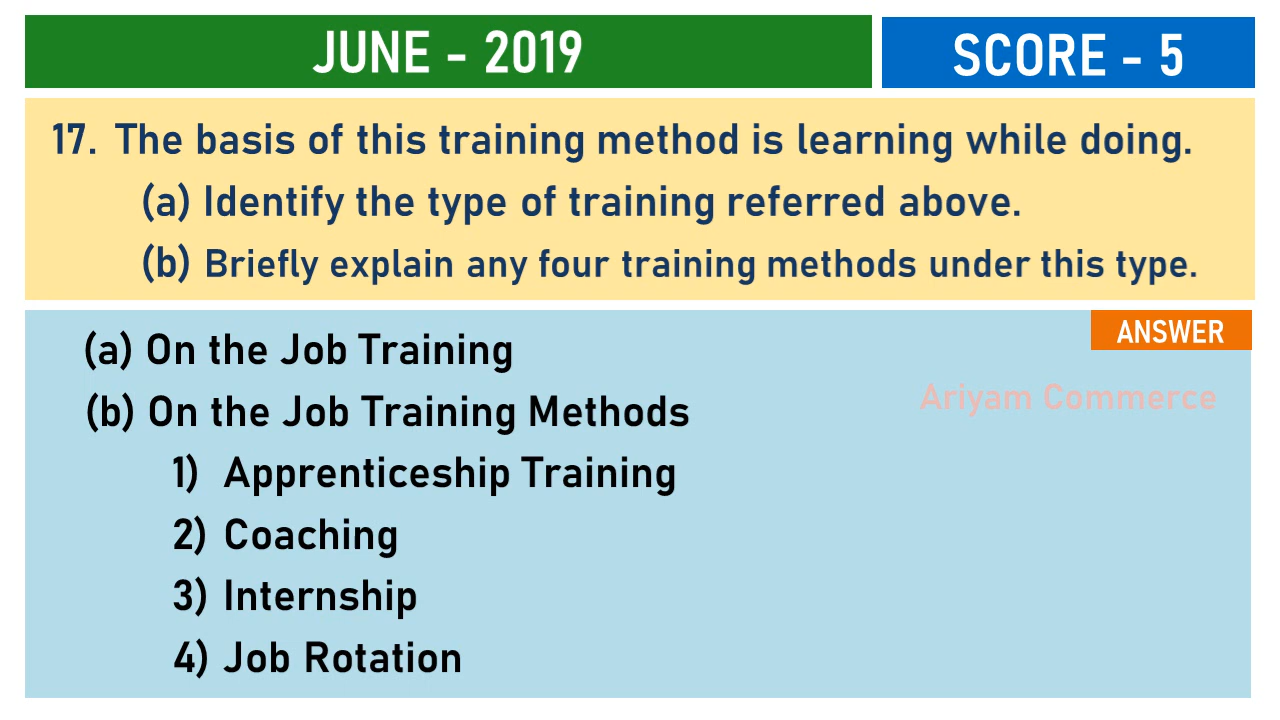 JUNE - 2019
SCORE - 5
17. The basis of this training method is learning while doing.
(a) Identify the type of training referred above.
(b) Briefly explain any four training methods under this type.
ANSWER
(a) On the Job Training
Ariyam Commerce
(b) On the Job Training Methods
1) Apprenticeship Training
2) Coaching
3) Internship
4) Job Rotation